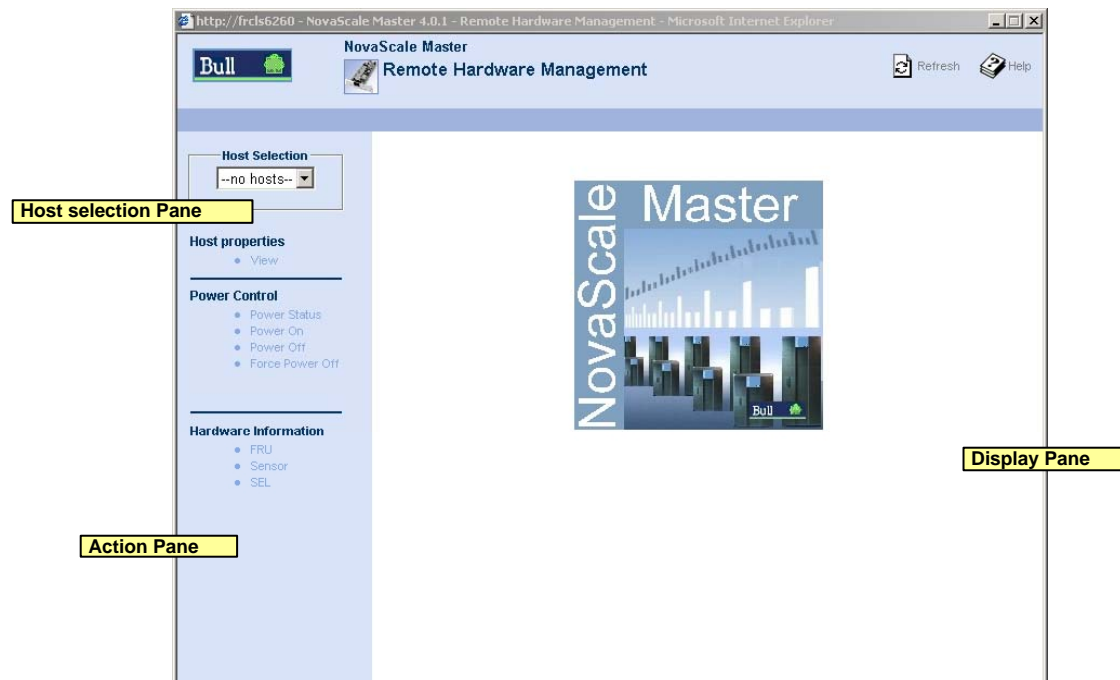 http://frcls6260 - NovaScale Master 4.0.1 - Remote Hardware Management - Microsoft Internet Explorer
Bull
NovaScale Master
Remote Hardware Management
Refresh
Help
Host Selection
--no hosts--
Host selection Pane
Host properties
View
Power Control
Power Status
Power On
Power Off
Force Power Off
Hardware Information
FRU
Sensor
SEL
Action Pane
NovaScale
Master
Bull
Display Pane